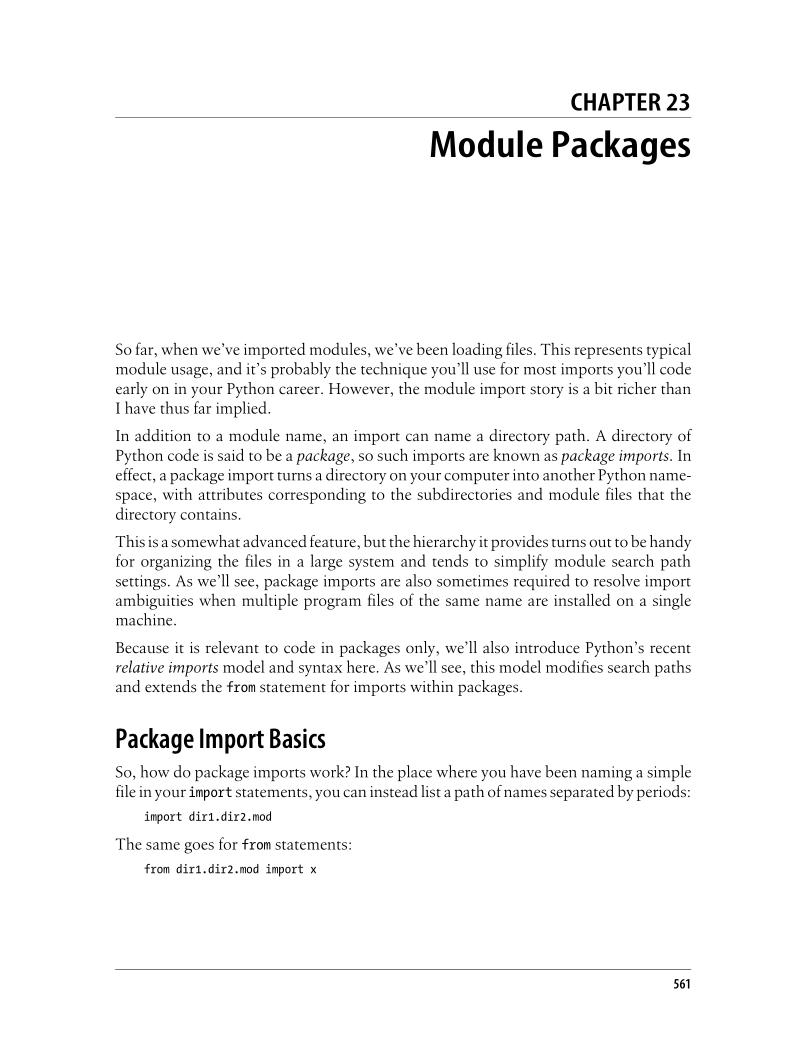 CHAPTER 23
Module Packages
So far, when we've imported modules, we've been loading files. This represents typical
module usage, and it's probably the technique you'll use for most imports you'll code
early on in your Python career. However, the module import story is a bit richer than
I have thus far implied.
In addition to a module name, an import can name a directory path. A directory of
Python code is said to be a package, so such imports are known as package imports. In
effect, a package import turns a directory on your computer into another Python name-
space, with attributes corresponding to the subdirectories and module files that the
directory contains.
This is a somewhat advanced feature, but the hierarchy it provides turns out to be handy
for organizing the files in a large system and tends to simplify module search path
settings. As we'll see, package imports are also sometimes required to resolve import
ambiguities when multiple program files of the same name are installed on a single
machine.
Because it is relevant to code in packages only, we'll also introduce Python's recent
relative imports model and syntax here. As we'll see, this model modifies search paths
and extends the from statement for imports within packages.
Package Import Basics
So, how do package imports work? In the place where you have been naming a simple
file in your import statements, you can instead list a path of names separated by periods:
import dir1.dir2.mod
The same goes for from statements:
from dir1.dir2.mod import x
561